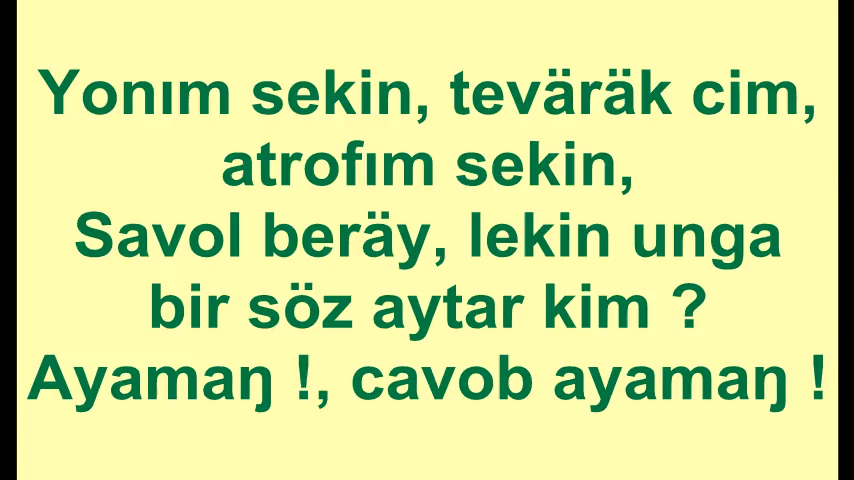 Yonım sekin, teväräk cim,
atrofım sekin,
Savol beräy, lekin unga
bir söz aytar kim ?
Ayamaŋ !, cavob ayamaŋ !